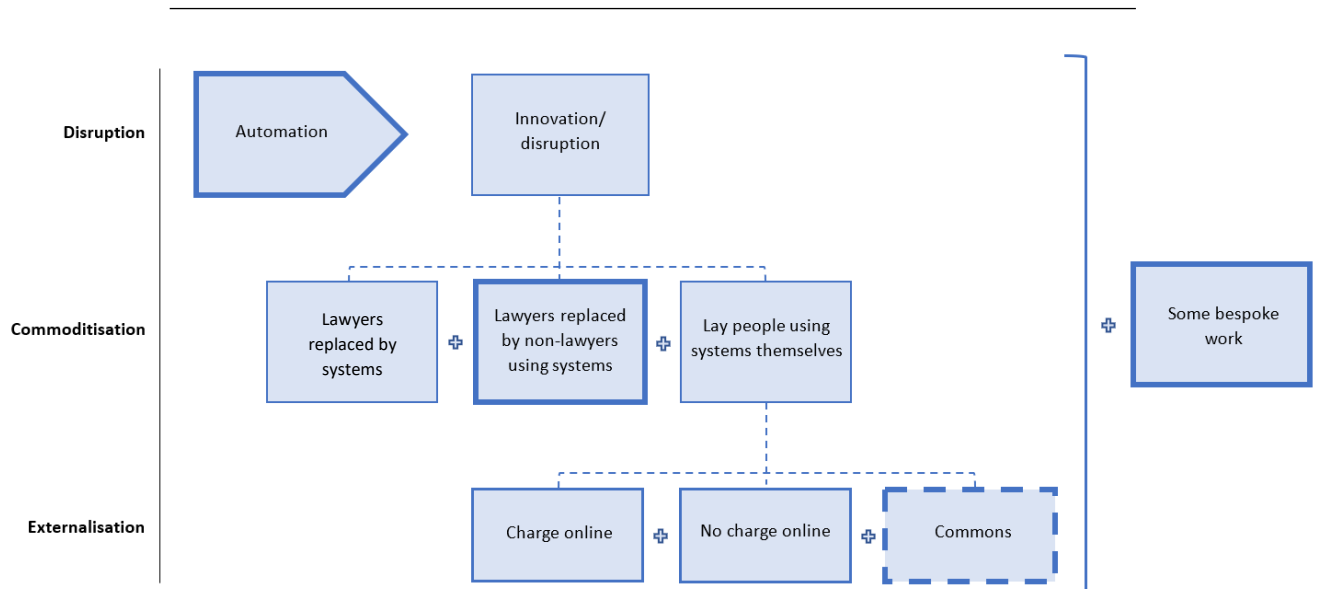 Disruption
Automation
Innovation/
disruption
Commoditisation
Lawyers
replaced by
systems
Lawyers replaced
by non-lawyers
using systems
Lay people using
systems themselves
Some bespoke
work
Externalisation
Charge online
No charge online
Commons